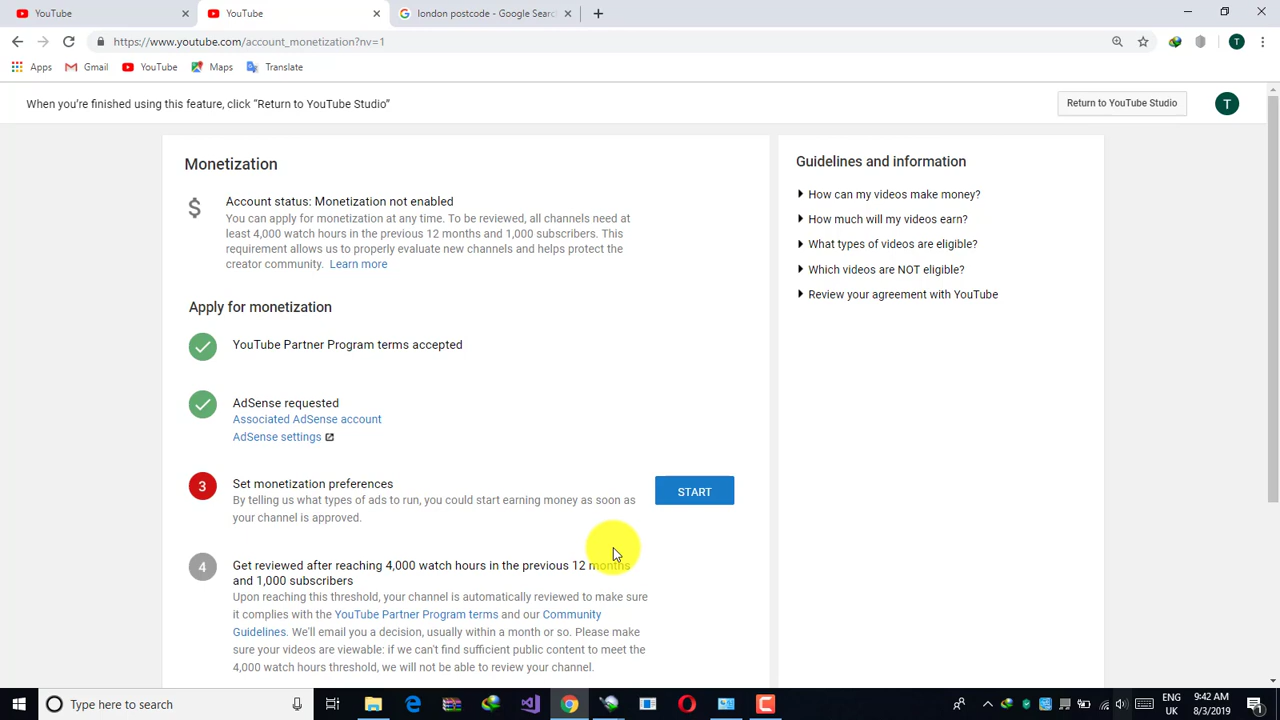 YouTube
YouTube
london postcode - Google Searc
https://www.youtube.com/account_monetization?nv=1
T
Apps
Gmail
YouTube
Maps
Translate
When you're finished using this feature, click "Return to YouTube Studio"
Return to YouTube Studio
T
Monetization
Account status: Monetization not enabled
You can apply for monetization at any time. To be reviewed, all channels need at
least 4,000 watch hours in the previous 12 months and 1,000 subscribers. This
requirement allows us to properly evaluate new channels and helps protect the
creator community. Learn more
Apply for monetization
YouTube Partner Program terms accepted
AdSense requested
Associated AdSense account
AdSense settings
3
Set monetization preferences
By telling us what types of ads to run, you could start earning money as soon as
your channel is approved.
START
4
Get reviewed after reaching 4,000 watch hours in the previous 12 months
and 1,000 subscribers
Upon reaching this threshold, your channel is automatically reviewed to make sure
it complies with the YouTube Partner Program terms and our Community
Guidelines. We'll email you a decision, usually within a month or so. Please make
sure your videos are viewable: if we can't find sufficient public content to meet the
4,000 watch hours threshold, we will not be able to review your channel.
Guidelines and information
How can my videos make money?
How much will my videos earn?
What types of videos are eligible?
Which videos are NOT eligible?
Review your agreement with YouTube
Type here to search
ENG
UK
9:42 AM
8/3/2019